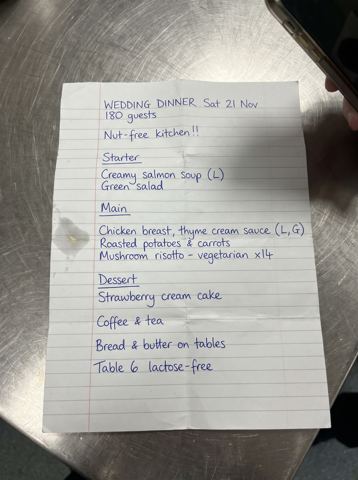 WEDDING DINNER Sat 21 Nov
180 guests
Nut-free kitchen!!
Starter
Creamy salmon soup (L)
Green salad
Main
Chicken breast, thyme cream sauce (L,G)
Roasted potatoes & carrots
Mushroom risotto - vegetarian x14
Dessert
Strawberry cream cake
Coffee & tea
Bread & butter on tables
Table 6 lactose-free